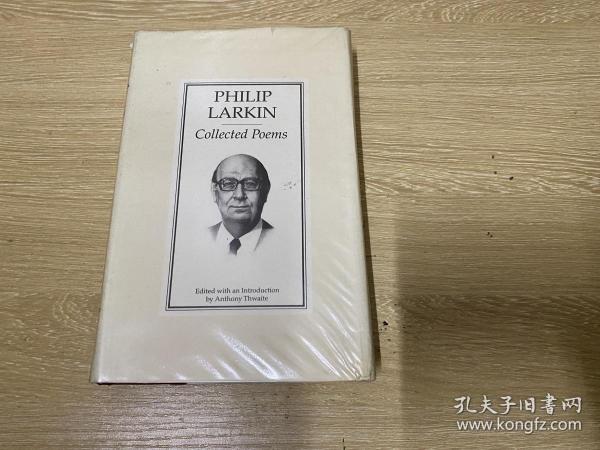 PHILIP
LARKIN
Collected Poems
Edited with an Introduction
by Anthony Thwaite
孔夫子旧書网
www.kongfz.com